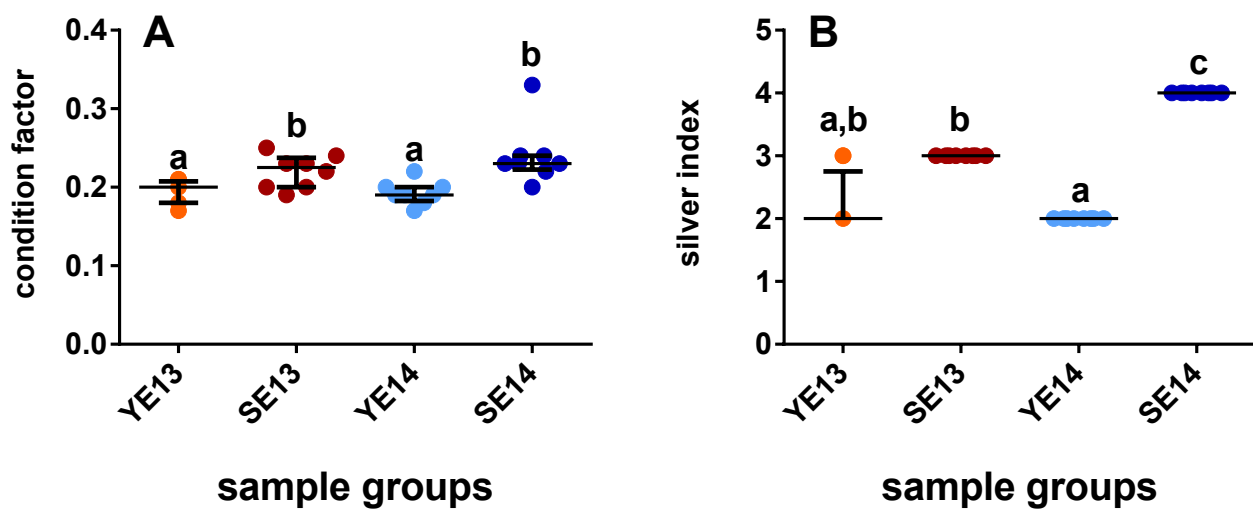 A
condition factor
0.4
0.3
0.2
0.1
0.0
a
b
a
b
YE13
SE13
YE14
SE14
sample groups
B
silver index
5
4
3
2
1
0
a,b
b
a
c
YE13
SE13
YE14
SE14
sample groups